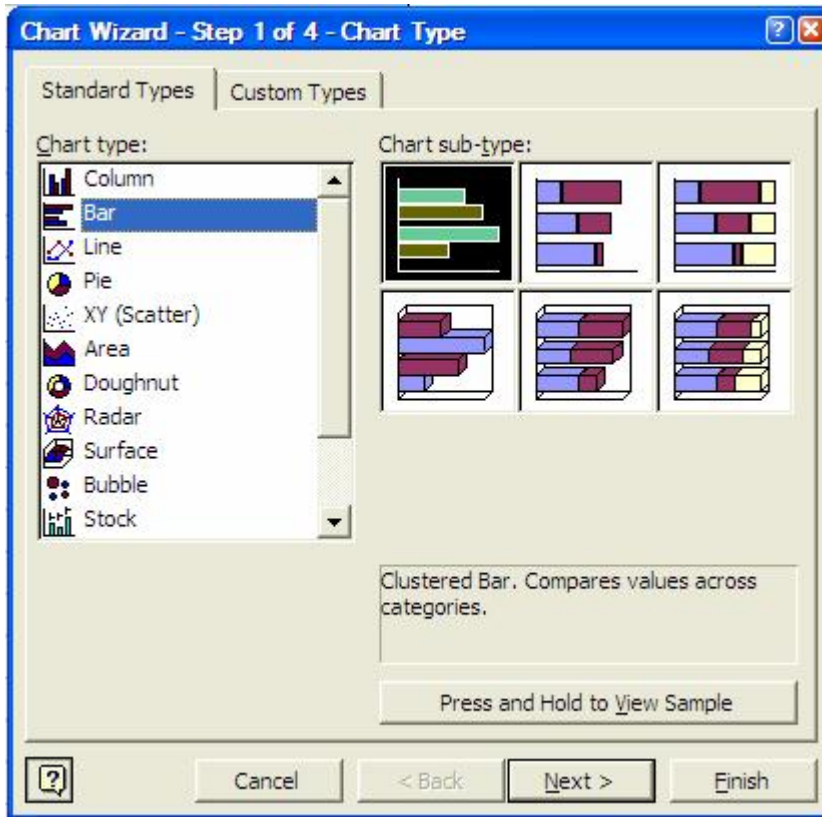 Chart Wizard - Step 1 of 4 - Chart Type
Standard Types
Custom Types
Chart type:
Column
Bar
Line
Pie
XY (Scatter)
Area
Doughnut
Radar
Surface
Bubble
Stock
Chart sub-type:
Clustered Bar. Compares values across
categories.
Press and Hold to View Sample
Cancel
< Back
Next >
Finish